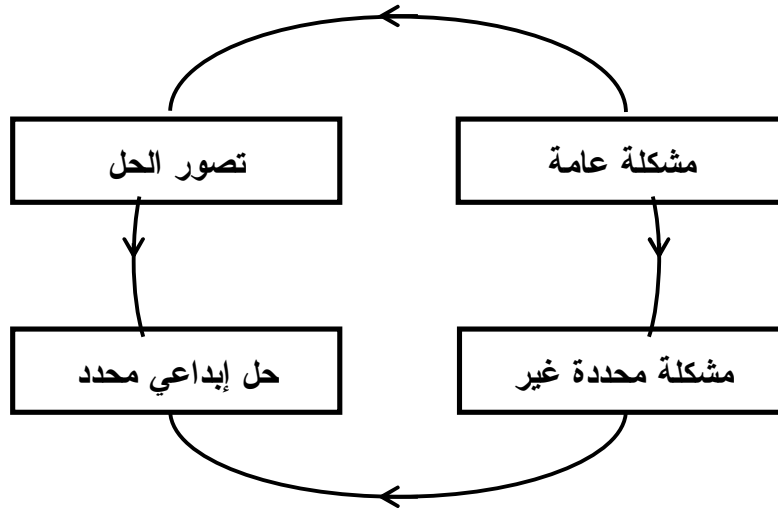 مشكلة عامة
تصور الحل
مشكلة محددة غير
حل إبداعي محدد